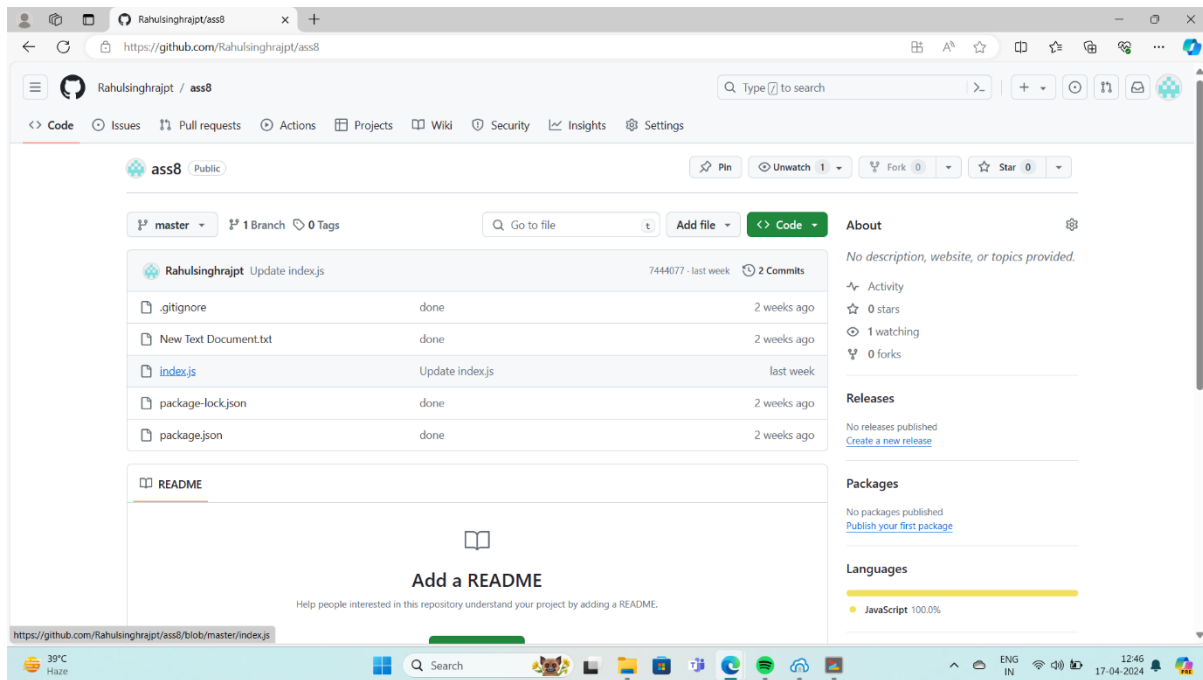 Rahulsinghrajpt/ass8
https://github.com/Rahulsinghrajpt/ass8
Rahulsinghrajpt / ass8
Type / to search
Code Issues Pull requests Actions Projects Wiki Security Insights Settings
ass8 Public
Pin Unwatch 1 Fork 0 Star 0
master 1 Branch 0 Tags Go to file t Add file Code
About
No description, website, or topics provided.
Rahulsinghrajpt Update index.js 7444077 · last week 2 Commits
Activity
.gitignore done 2 weeks ago
0 stars
1 watching
New Text Document.txt done 2 weeks ago
0 forks
index.js Update index.js last week
Releases
package-lock.json done 2 weeks ago
No releases published
package.json done 2 weeks ago
Create a new release
README
Packages
No packages published
Publish your first package
Add a README
Languages
Help people interested in this repository understand your project by adding a README.
JavaScript 100.0%
https://github.com/Rahulsinghrajpt/ass8/blob/master/index.js
39°C
Haze
Search
ENG
IN
12:46
17-04-2024
PRE